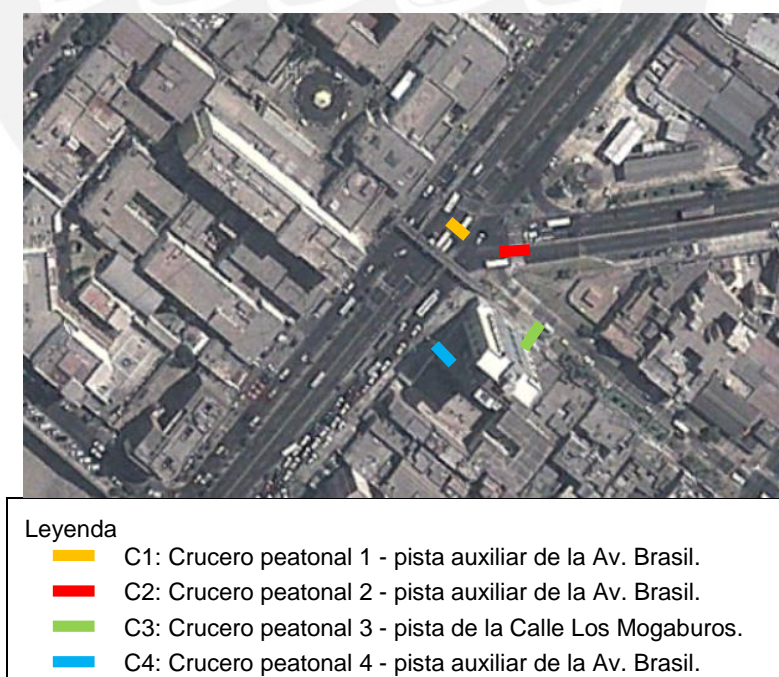 Leyenda
C1: Crucero peatonal 1 - pista auxiliar de la Av. Brasil.
C2: Crucero peatonal 2 - pista auxiliar de la Av. Brasil.
C3: Crucero peatonal 3 - pista de la Calle Los Mogaburos.
C4: Crucero peatonal 4 - pista auxiliar de la Av. Brasil.